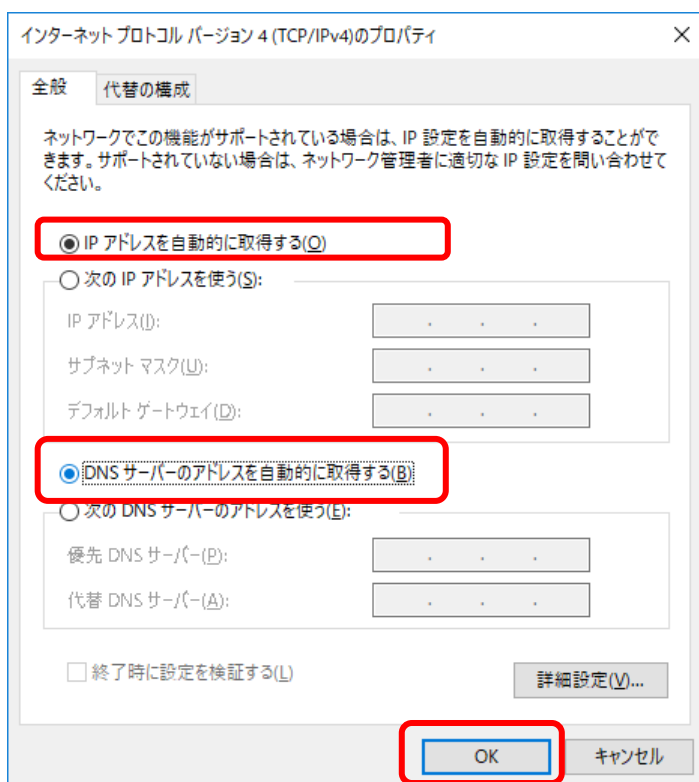 インターネット プロトコル バージョン 4 (TCP/IPv4)のプロパティ
全般
代替の構成
ネットワークでこの機能がサポートされている場合は、IP 設定を自動的に取得することがで
きます。サポートされていない場合は、ネットワーク管理者に適切な IP 設定を問い合わせて
ください。
IP アドレスを自動的に取得する(O)
次の IP アドレスを使う(S):
IP アドレス(I):
サブネット マスク(U):
デフォルト ゲートウェイ(D):
DNS サーバーのアドレスを自動的に取得する(B)
次の DNS サーバーのアドレスを使う(E):
優先 DNS サーバー(P):
代替 DNS サーバー(A):
終了時に設定を検証する(L)
詳細設定(V)...
OK
キャンセル